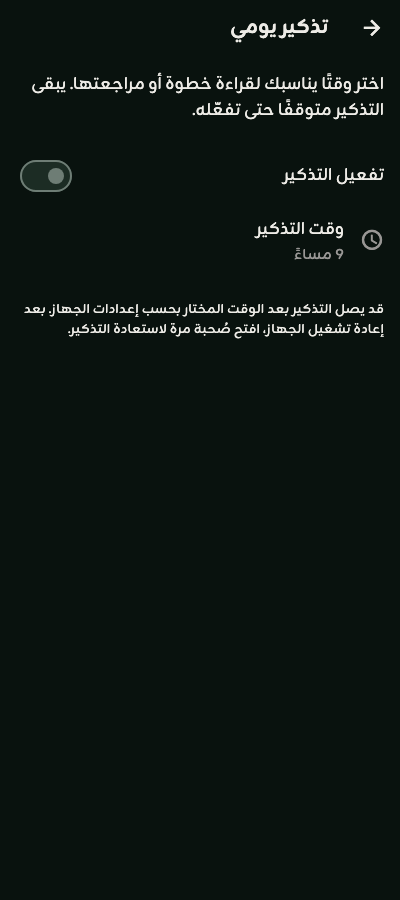 تذكير يومي
اختر وقتًا يناسبك لقراءة خطوة أو مراجعتها. يبقى
التذكير متوقفًا حتى تفعّله.
تفعيل التذكير
وقت التذكير
9 مساءً
قد يصل التذكير بعد الوقت المختار بحسب إعدادات الجهاز. بعد
إعادة تشغيل الجهاز، افتح صُحبة مرة لاستعادة التذكير.